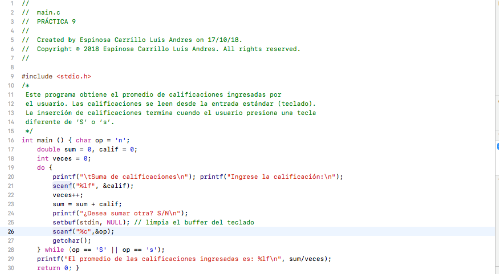 1 //
2 // main.c
3 // PRÁCTICA 9
4 //
5 // Created by Espinosa Carrillo Luis Andres on 17/10/18.
6 // Copyright © 2018 Espinosa Carrillo Luis Andres. All rights reserved.
7 //
8
9 #include <stdio.h>
10 /*
11 Este programa obtiene el promedio de calificaciones ingresadas por
12 el usuario. Las calificaciones se leen desde la entrada estándar (teclado).
13 La inserción de calificaciones termina cuando el usuario presione una tecla
14 diferente de 'S' o 's'.
15 */
16 int main () { char op = 'n';
17 double sum = 0, calif = 0;
18 int veces = 0;
19 do {
20 printf("\tSuma de calificaciones\n"); printf("Ingrese la calificación:\n");
21 scanf("%lf", &calif);
22 veces++;
23 sum = sum + calif;
24 printf("¿Desea sumar otra? S/N\n");
25 setbuf(stdin, NULL); // limpia el buffer del teclado
26 scanf("%c",&op);
27 getchar();
28 } while (op == 'S' || op == 's');
29 printf("El promedio de las calificaciones ingresadas es: %lf\n", sum/veces);
30 return 0; }